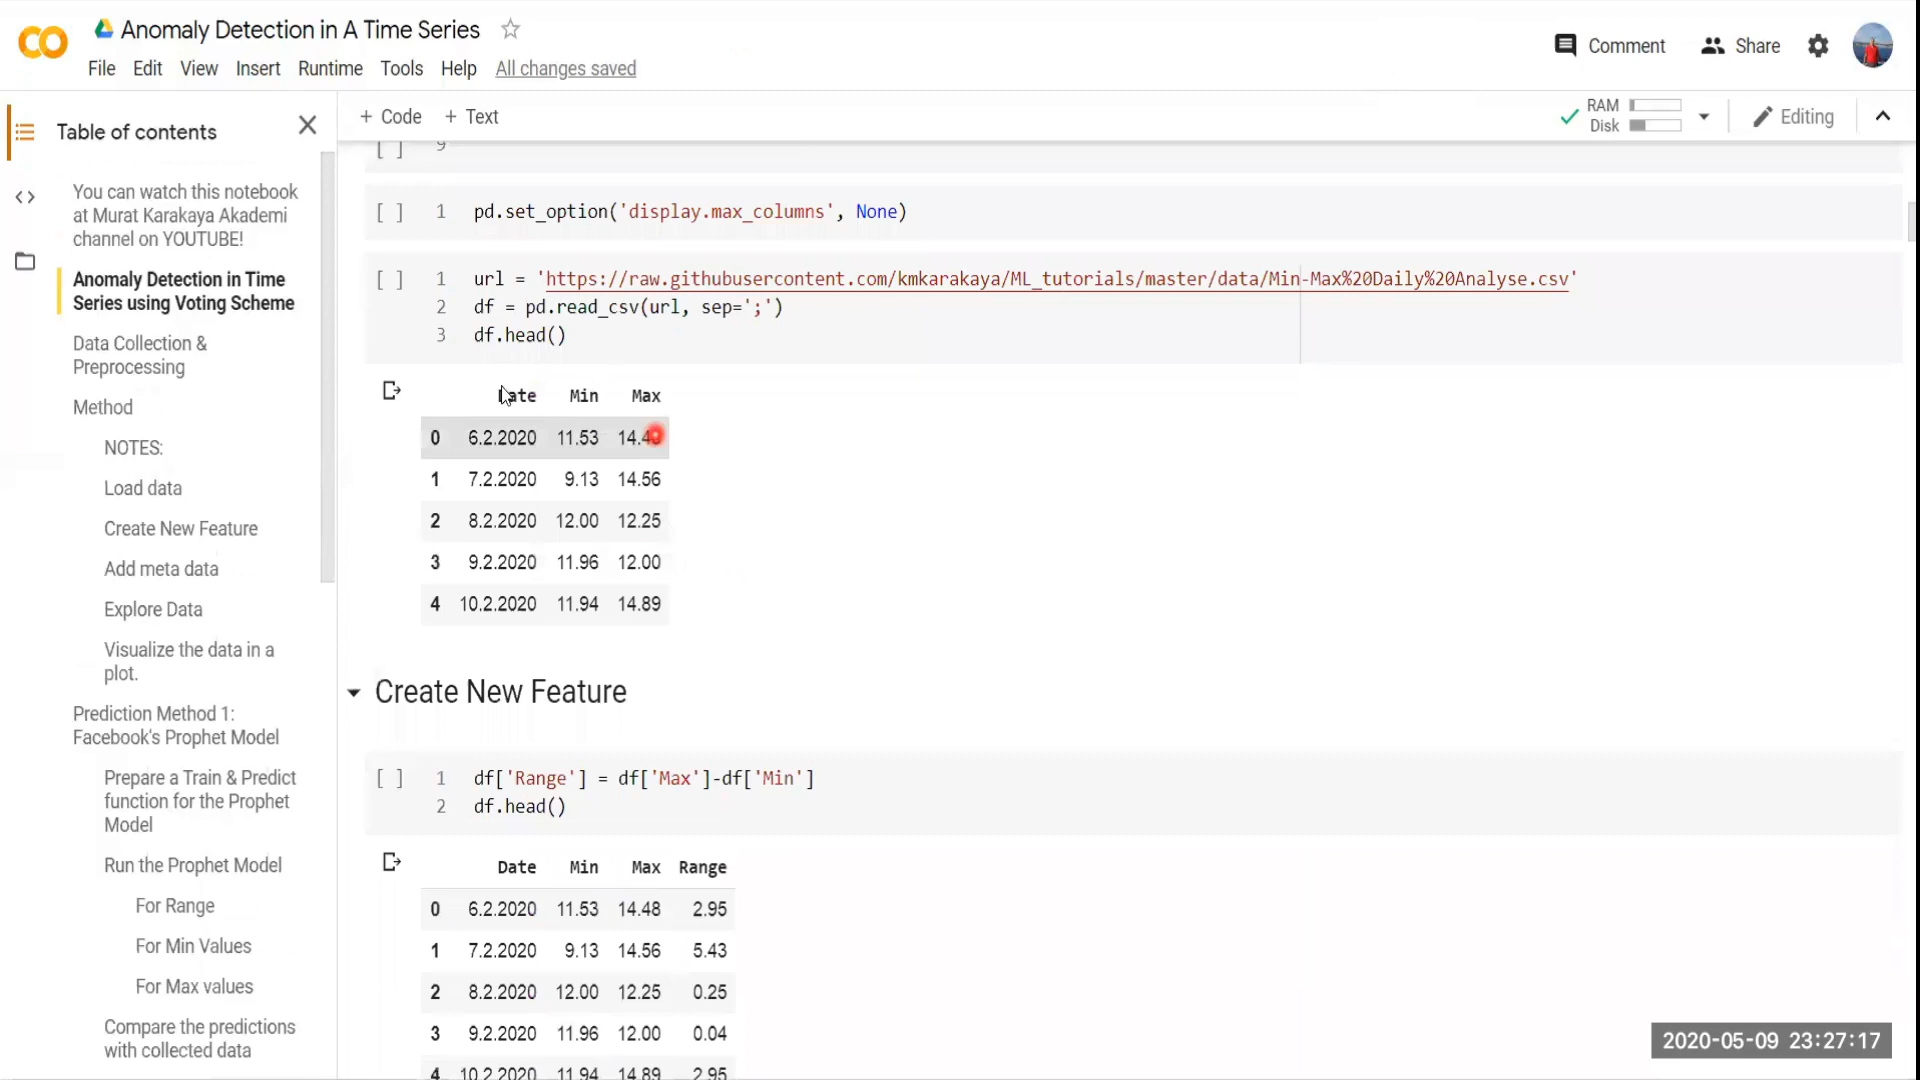 Anomaly Detection in A Time Series
File Edit View Insert Runtime Tools Help All changes saved
Comment Share
Table of contents
You can watch this notebook
at Murat Karakaya Akademi
channel on YOUTUBE!
Anomaly Detection in Time
Series using Voting Scheme
Data Collection &
Preprocessing
Method
NOTES:
Load data
Create New Feature
Add meta data
Explore Data
Visualize the data in a
plot.
Prediction Method 1:
Facebook's Prophet Model
Prepare a Train & Predict
function for the Prophet
Model
Run the Prophet Model
For Range
For Min Values
For Max values
Compare the predictions
with collected data
+ Code + Text
RAM
Disk
Editing
[ ] 9
[ ] 1 pd.set_option('display.max_columns', None)
[ ] 1 url = 'https://raw.githubusercontent.com/kmkarakaya/ML_tutorials/master/data/Min-Max%20Daily%20Analyse.csv'
2 df = pd.read_csv(url, sep=';')
3 df.head()
Date Min Max
0 6.2.2020 11.53
1 7.2.2020 9.13 14.56
2 8.2.2020 12.00 12.25
3 9.2.2020 11.96 12.00
4 10.2.2020 11.94 14.89
Create New Feature
[ ] 1 df['Range'] = df['Max']-df['Min']
2 df.head()
Date Min Max Range
0 6.2.2020 11.53 14.48 2.95
1 7.2.2020 9.13 14.56 5.43
2 8.2.2020 12.00 12.25 0.25
3 9.2.2020 11.96 12.00 0.04
4 10.2.2020 11.94 14.89 2.95
2020-05-09 23:27:17